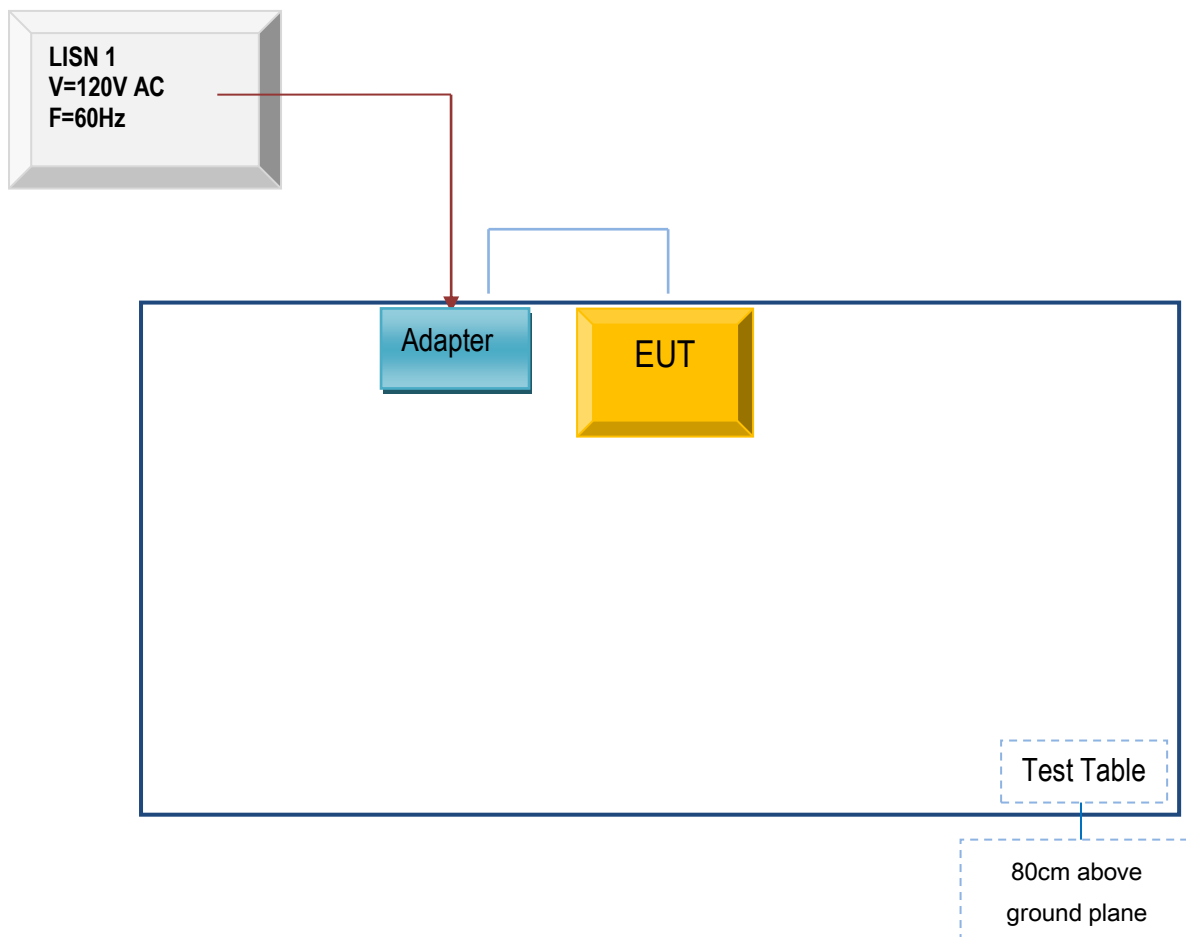 LISN 1
V=120V AC
F=60Hz
Adapter
EUT
Test Table
80cm above
ground plane